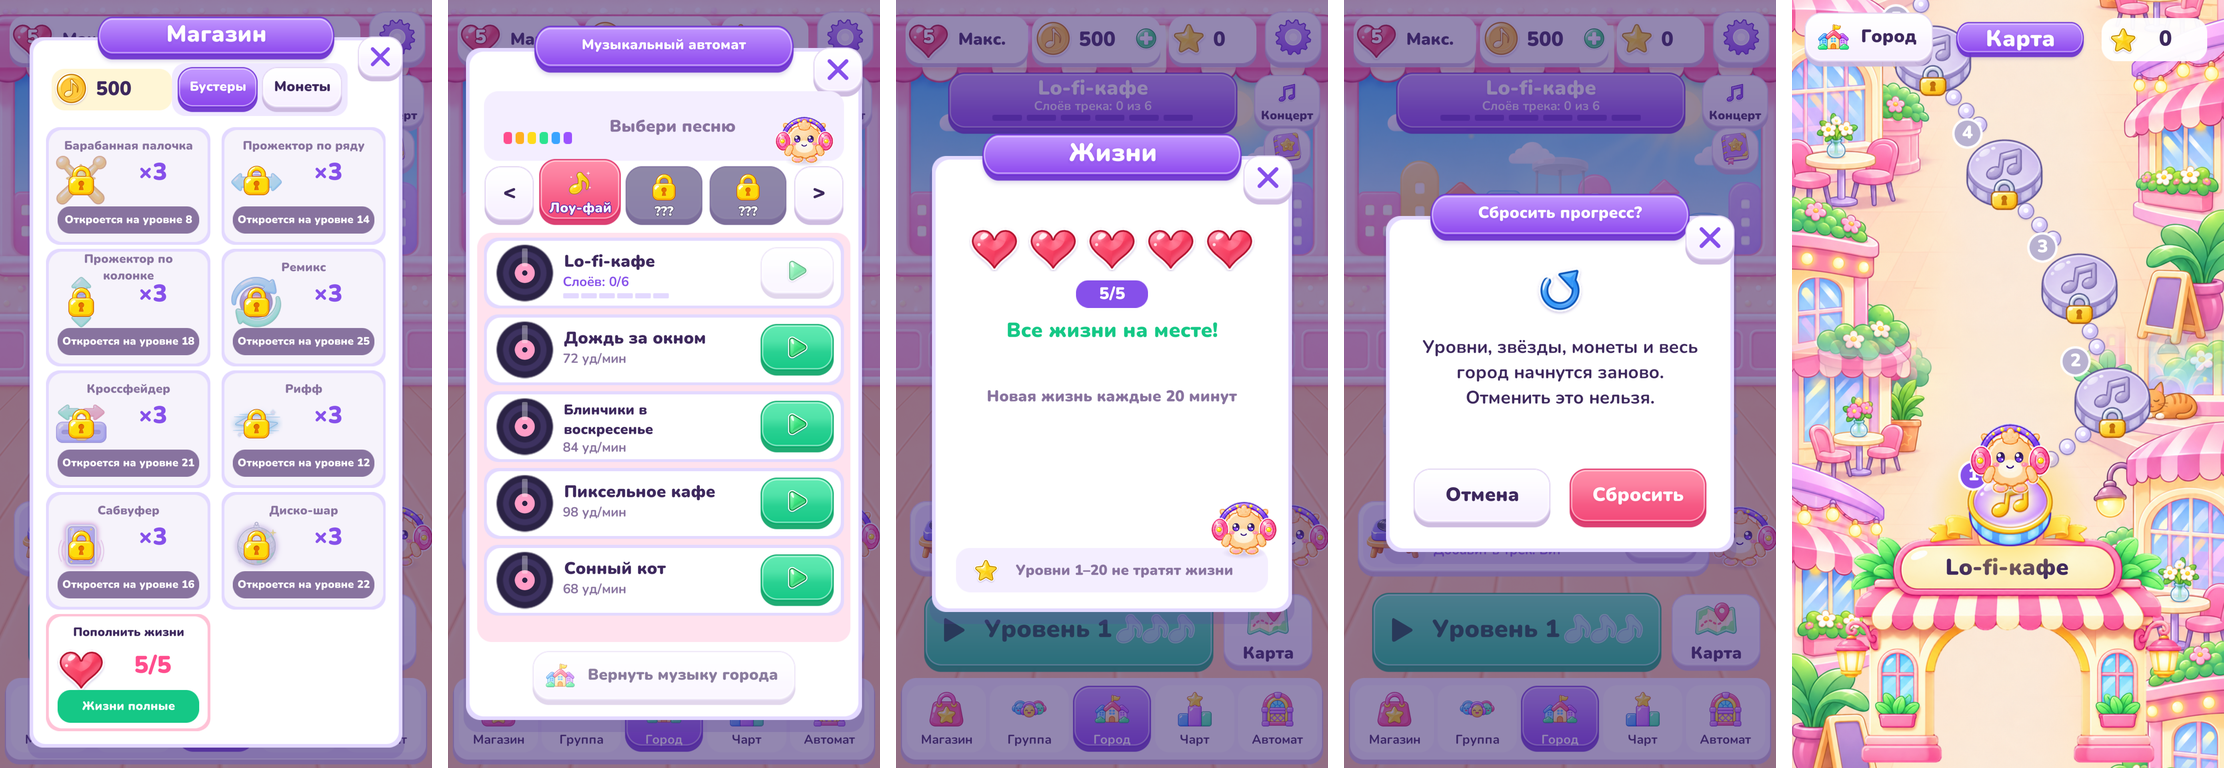 Магазин
500
Бустеры
Монеты
Барабанная палочка
×3
Откроется на уровне 8
Прожектор по ряду
×3
Откроется на уровне 14
Прожектор по
колонке
×3
Откроется на уровне 18
Ремикс
×3
Откроется на уровне 25
Кроссфейдер
×3
Откроется на уровне 21
Рифф
×3
Откроется на уровне 12
Сабвуфер
×3
Откроется на уровне 16
Диско-шар
×3
Откроется на уровне 22
Пополнить жизни
5/5
Жизни полные
5
Музыкальный автомат
Выбери песню
<
Лоу-фай
???
???
>
Lo-fi-кафе
Слоёв: 0/6
Дождь за окном
72 уд/мин
Блинчики в
воскресенье
84 уд/мин
Пиксельное кафе
98 уд/мин
Сонный кот
68 уд/мин
Вернуть музыку города
Магазин
Группа
Город
Чарт
Автомат
5
Макс.
500
0
Lo-fi-кафе
Слоёв трека: 0 из 6
Концерт
Жизни
5/5
Все жизни на месте!
Новая жизнь каждые 20 минут
Уровни 1–20 не тратят жизни
Уровень 1
Карта
Магазин
Группа
Город
Чарт
Автомат
5
Макс.
500
0
Lo-fi-кафе
Слоёв трека: 0 из 6
Концерт
Сбросить прогресс?
Уровни, звёзды, монеты и весь
город начнутся заново.
Отменить это нельзя.
Отмена
Сбросить
Уровень 1
Карта
Магазин
Группа
Город
Чарт
Автомат
Город
Карта
0
4
3
2
1
Lo-fi-кафе